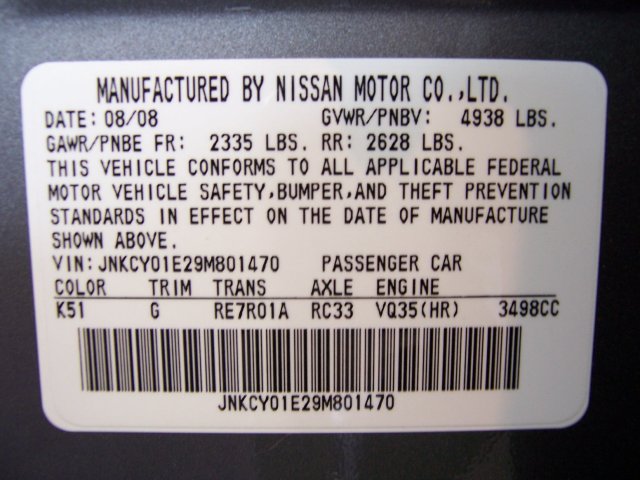 MANUFACTURED BY NISSAN MOTOR CO.,LTD.
DATE: 08/08 GVWR/PNBV: 4938 LBS.
GAWR/PNBE FR: 2335 LBS. RR: 2628 LBS.
THIS VEHICLE CONFORMS TO ALL APPLICABLE FEDERAL
MOTOR VEHICLE SAFETY,BUMPER,AND THEFT PREVENTION
STANDARDS IN EFFECT ON THE DATE OF MANUFACTURE
SHOWN ABOVE.
VIN: JNKCY01E29M801470 PASSENGER CAR
COLOR TRIM TRANS AXLE ENGINE
K51 G RE7R01A RC33 VQ35(HR) 3498CC
JNKCY01E29M801470